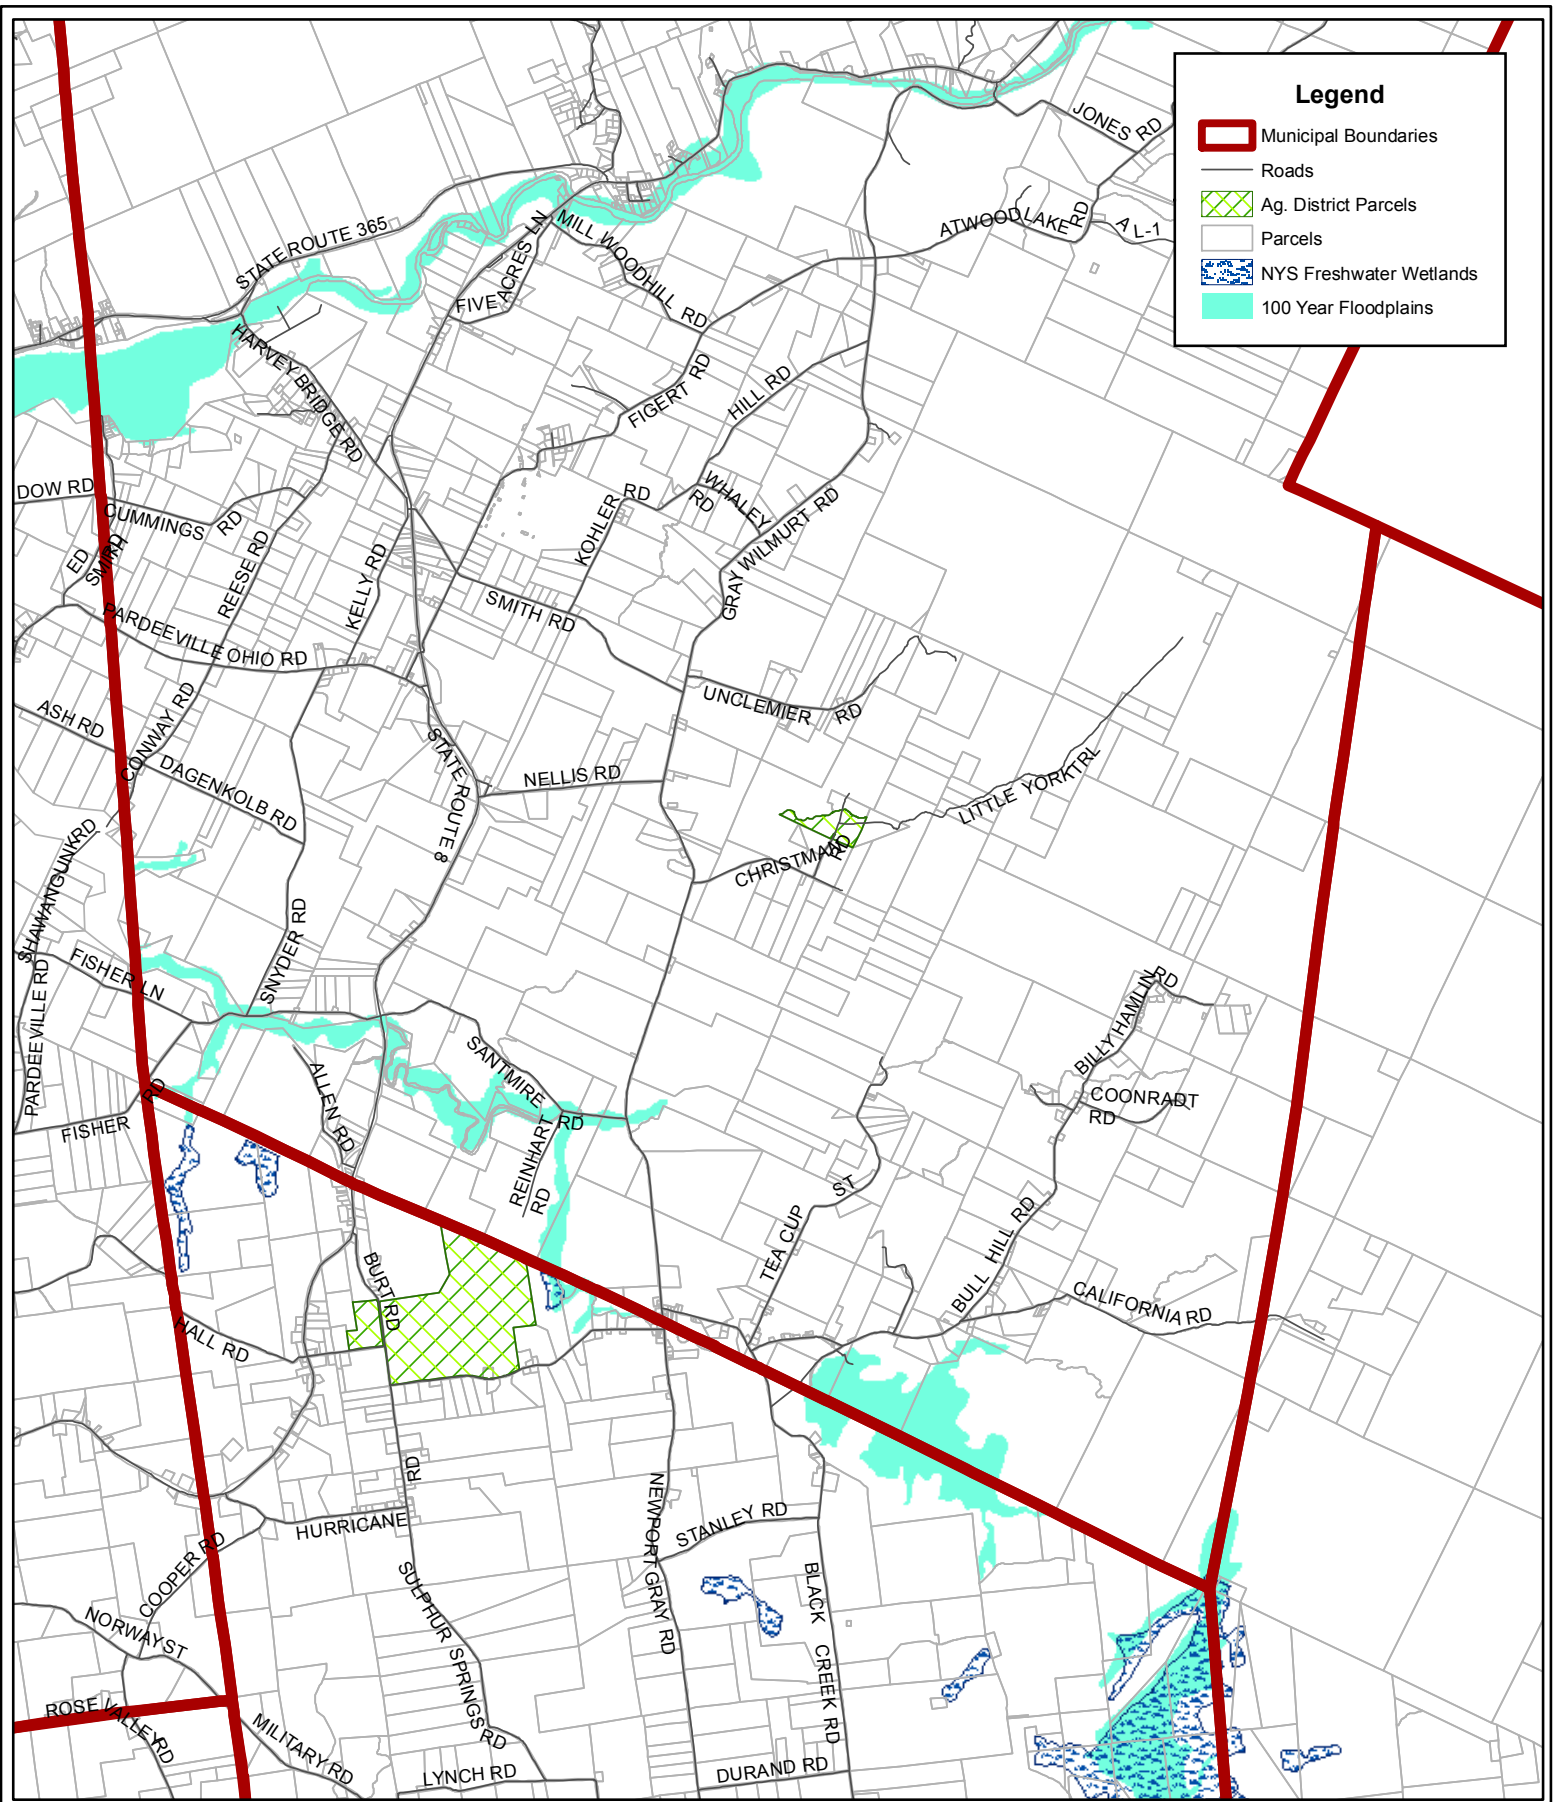 Legend
Municipal Boundaries
Roads
Ag. District Parcels
Parcels
NYS Freshwater Wetlands
100 Year Floodplains
JONES RD
ATWOOD LAKE RD
A L-1
STATE ROUTE 365
FIVE ACRES LN
MILL WOODHILL RD
HARVEY BRIDGE RD
FIGERT RD
HILL RD
DOW RD
CUMMINGS RD
ED SMITH RD
REESE RD
KELLY RD
KOHLER RD
RD
WHALEY
GRAY WILMURT RD
SMITH RD
PARDEEVILLE OHIO RD
UNCLEMIER RD
ASH RD
CONWAY RD
DAGENKOLB RD
STATE ROUTE 8
NELLIS RD
LITTLE YORK TRL
CHRISTMAN RD
SHAWANGUNK RD
SNYDER RD
FISHER LN
PARDEEVILLE RD
BILLY HAMLIN RD
SANTMIRE RD
ALLEN RD
COONRADT RD
FISHER RD
REINHART RD
TEA CUP ST
BULL HILL RD
BURT RD
CALIFORNIA RD
HALL RD
RD
HURRICANE
NEWPORT GRAY RD
STANLEY RD
COOPER RD
SULPHUR SPRINGS RD
BLACK CREEK RD
NORWAY ST
ROSE VALLEY RD
MILITARY RD
LYNCH RD
DURAND RD